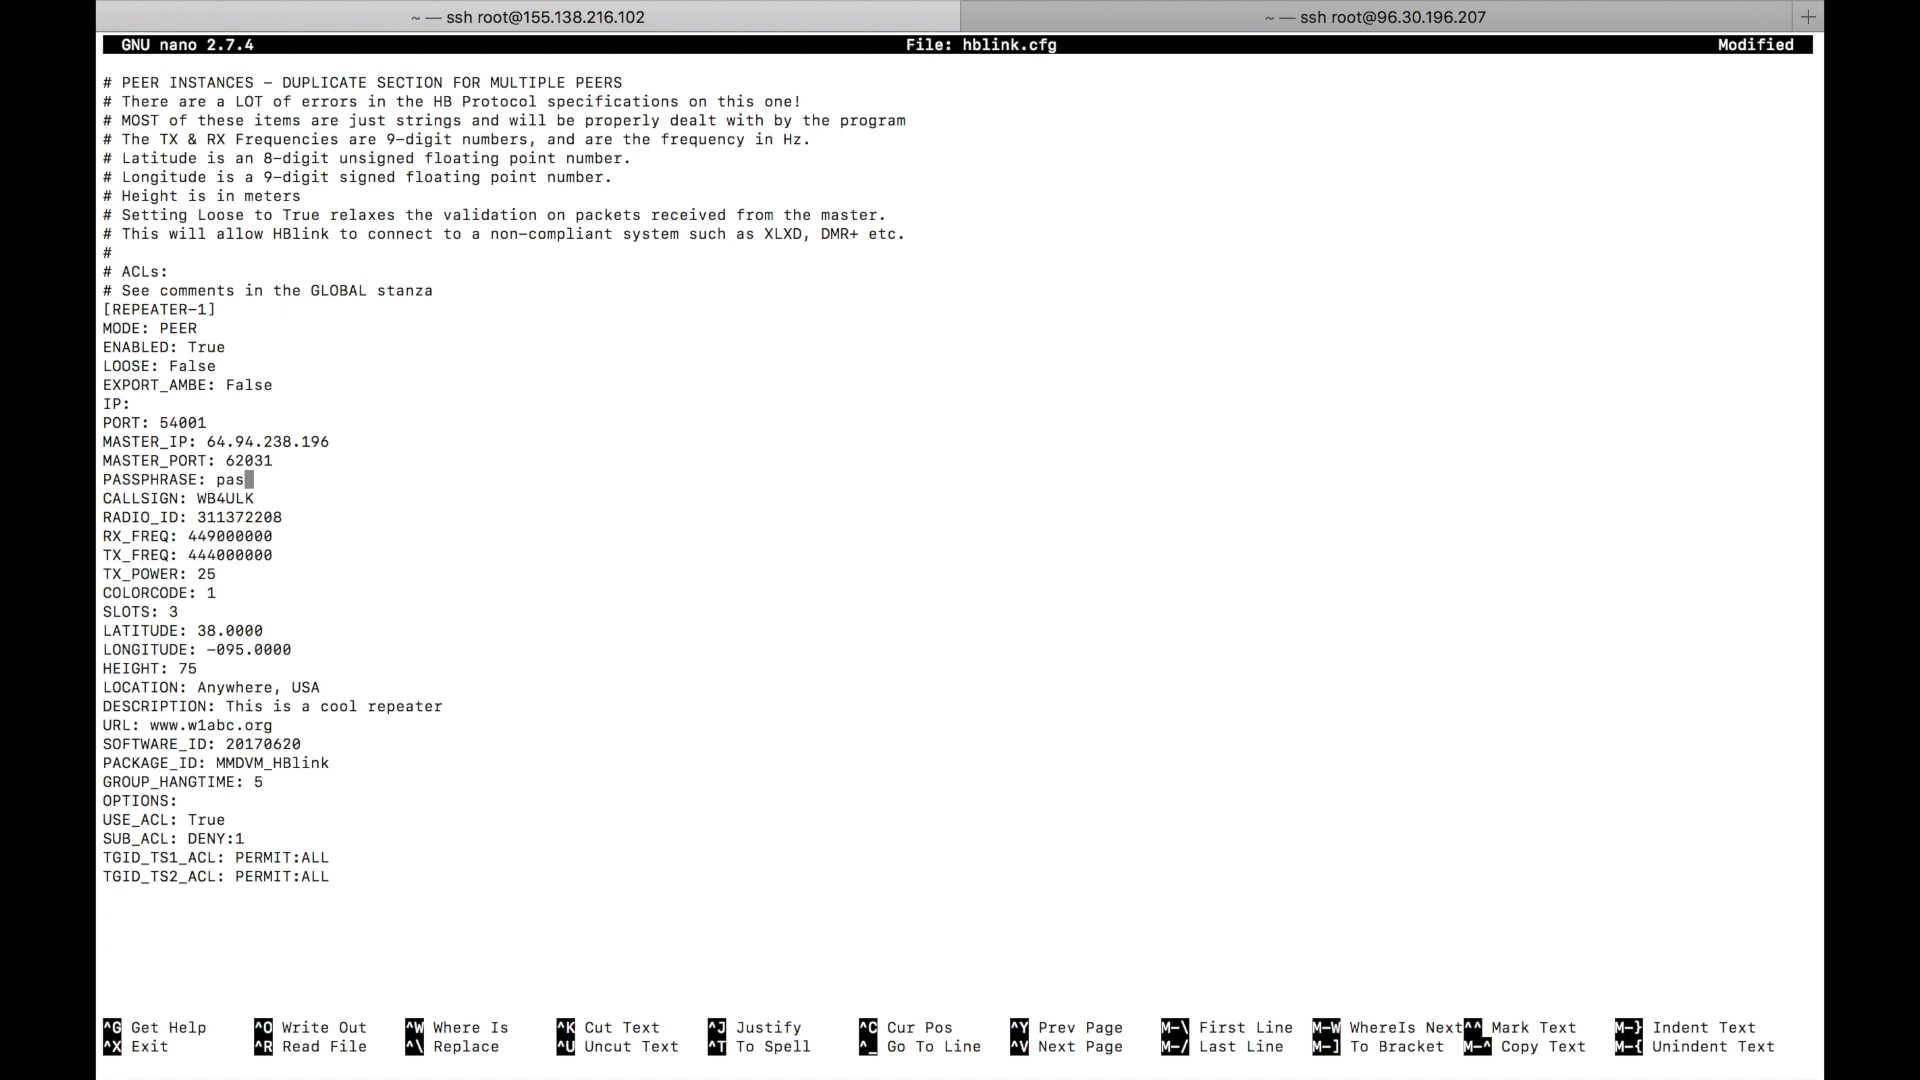 ~ — ssh root@155.138.216.102
~ — ssh root@96.30.196.207
+
GNU nano 2.7.4 File: hblink.cfg Modified
# PEER INSTANCES - DUPLICATE SECTION FOR MULTIPLE PEERS
# There are a LOT of errors in the HB Protocol specifications on this one!
# MOST of these items are just strings and will be properly dealt with by the program
# The TX & RX Frequencies are 9-digit numbers, and are the frequency in Hz.
# Latitude is an 8-digit unsigned floating point number.
# Longitude is a 9-digit signed floating point number.
# Height is in meters
# Setting Loose to True relaxes the validation on packets received from the master.
# This will allow HBlink to connect to a non-compliant system such as XLXD, DMR+ etc.
#
# ACLs:
# See comments in the GLOBAL stanza
[REPEATER-1]
MODE: PEER
ENABLED: True
LOOSE: False
EXPORT_AMBE: False
IP:
PORT: 54001
MASTER_IP: 64.94.238.196
MASTER_PORT: 62031
PASSPHRASE: pas
CALLSIGN: WB4ULK
RADIO_ID: 311372208
RX_FREQ: 449000000
TX_FREQ: 444000000
TX_POWER: 25
COLORCODE: 1
SLOTS: 3
LATITUDE: 38.0000
LONGITUDE: -095.0000
HEIGHT: 75
LOCATION: Anywhere, USA
DESCRIPTION: This is a cool repeater
URL: www.w1abc.org
SOFTWARE_ID: 20170620
PACKAGE_ID: MMDVM_HBlink
GROUP_HANGTIME: 5
OPTIONS:
USE_ACL: True
SUB_ACL: DENY:1
TGID_TS1_ACL: PERMIT:ALL
TGID_TS2_ACL: PERMIT:ALL
^G Get Help ^O Write Out ^W Where Is ^K Cut Text ^J Justify ^C Cur Pos ^Y Prev Page M-\ First Line M-W WhereIs Next ^^ Mark Text M-} Indent Text
^X Exit ^R Read File ^\ Replace ^U Uncut Text ^T To Spell ^_ Go To Line ^V Next Page M-/ Last Line M-] To Bracket M-^ Copy Text M-{ Unindent Text